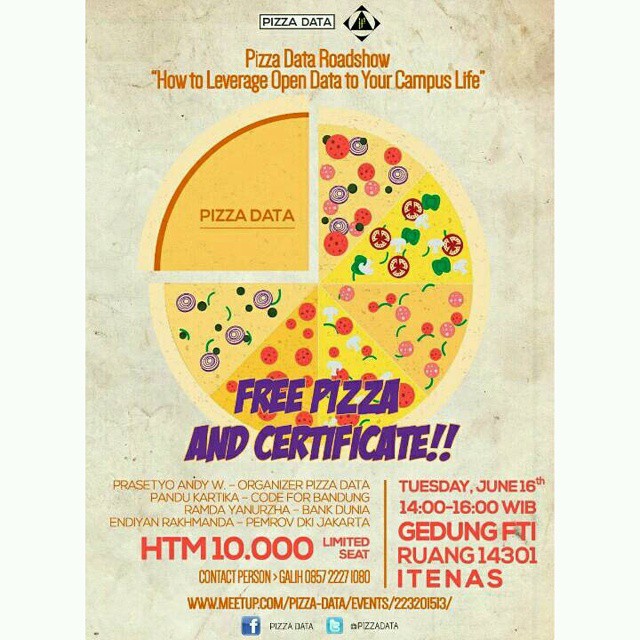 PIZZA DATA
Pizza Data Roadshow
"How to Leverage Open Data to Your Campus Life"
PIZZA DATA
FREE PIZZA
AND CERTIFICATE!!
PRASETYO ANDY W. – ORGANIZER PIZZA DATA
PANDU KARTIKA – CODE FOR BANDUNG
RAMDA YANURZHA – BANK DUNIA
ENDIYAN RAKHMANDA – PEMROV DKI JAKARTA
HTM 10.000 LIMITED SEAT
CONTACT PERSON > GALIH 0857 2227 1080
TUESDAY, JUNE 16th
14:00-16:00 WIB
GEDUNG FTI
RUANG 14301
ITENAS
WWW.MEETUP.COM/PIZZA-DATA/EVENTS/223201513/
PIZZA DATA @PIZZADATA